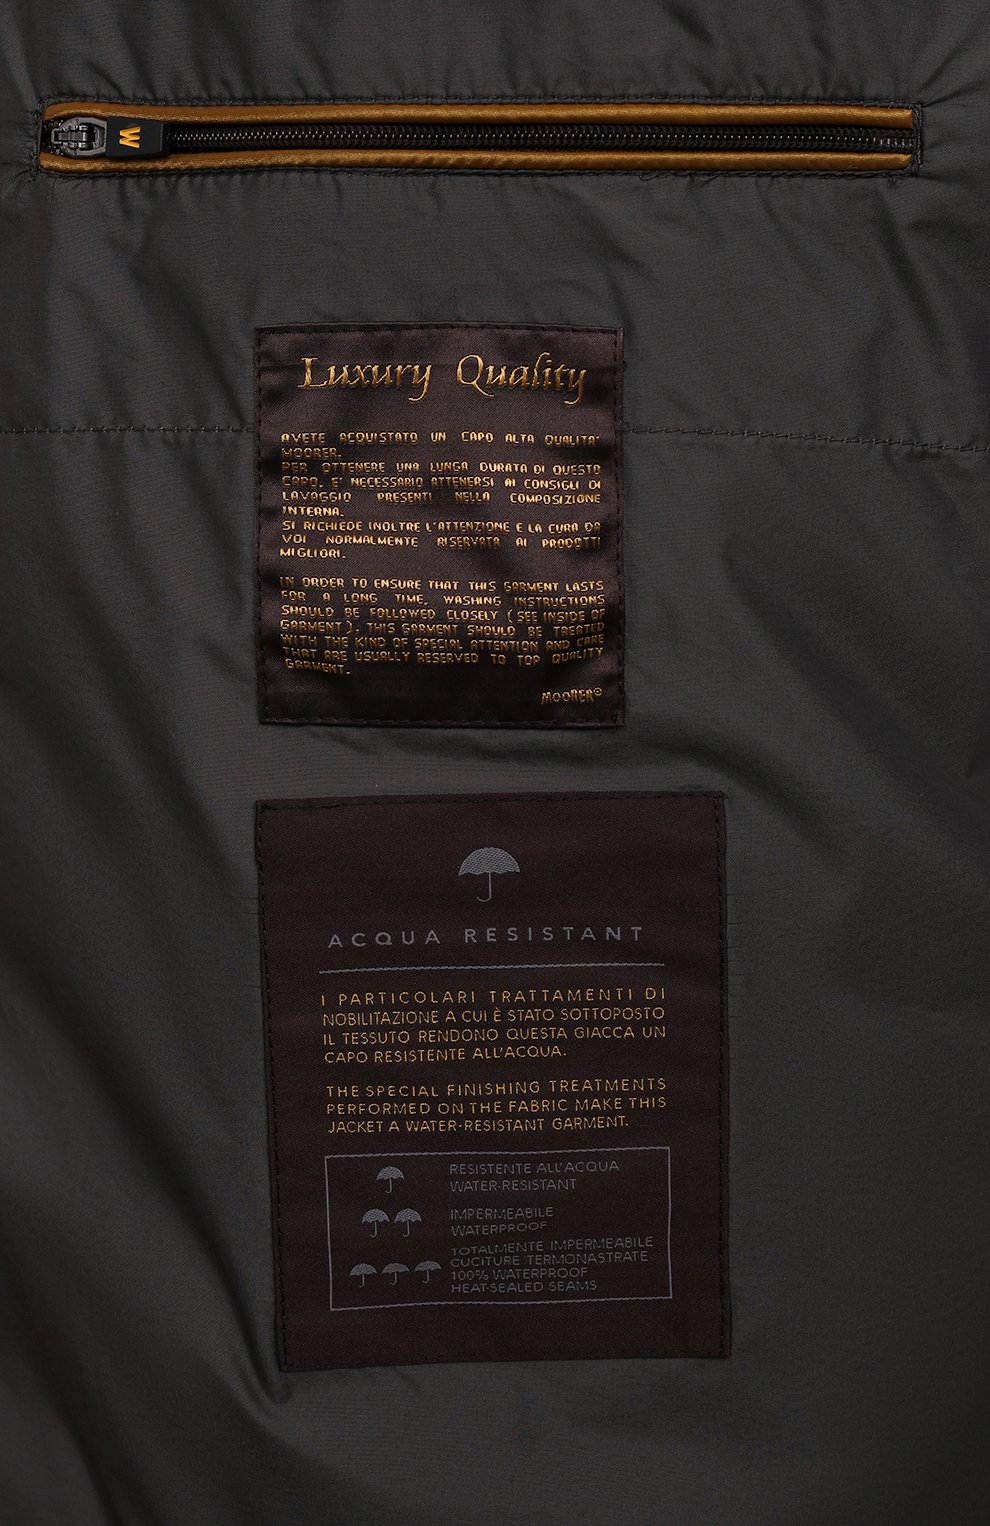 W
Luxury Quality
AVETE ACQUISTATO UN CAPO ALTA QUALITA'
MOORER.
PER OTTENERE UNA LUNGA DURATA DI QUESTO
CAPO. E' NECESSARIO ATTENERSI AI CONSIGLI DI
LAVAGGIO PRESENTI NELLA COMPOSIZIONE
INTERNA.
SI RICHIEDE INOLTRE L'ATTENZIONE E LA CURA DA
VOI NORMALMENTE RISERVATA AI PRODOTTI
MIGLIORI.
IN ORDER TO ENSURE THAT THIS GARMENT LASTS
FOR A LONG TIME, WASHING INSTRUCTIONS
SHOULD BE FOLLOWED CLOSELY (SEE INSIDE OF
GARMENT). THIS GARMENT SHOULD BE TREATED
WITH THE KIND OF SPECIAL ATTENTION AND CARE
THAT ARE USUALLY RESERVED TO TOP QUALITY
GARMENT.
MOORER®
ACQUA RESISTANT
I PARTICOLARI TRATTAMENTI DI
NOBILITAZIONE A CUI È STATO SOTTOPOSTO
IL TESSUTO RENDONO QUESTA GIACCA UN
CAPO RESISTENTE ALL'ACQUA.
THE SPECIAL FINISHING TREATMENTS
PERFORMED ON THE FABRIC MAKE THIS
JACKET A WATER-RESISTANT GARMENT.
RESISTENTE ALL'ACQUA
WATER-RESISTANT
IMPERMEABILE
WATERPROOF
TOTALMENTE IMPERMEABILE
CUCITURE TERMONASTRATE
100% WATERPROOF
HEAT-SEALED SEAMS